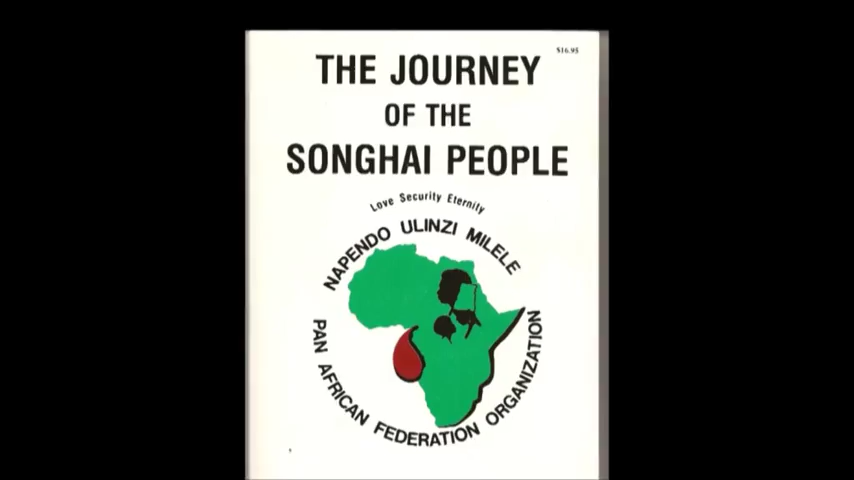 $16.95
THE JOURNEY
OF THE
SONGHAI PEOPLE
Love Security Eternity
NAPENDO ULINZI MILELE
PAN AFRICAN FEDERATION ORGANIZATION